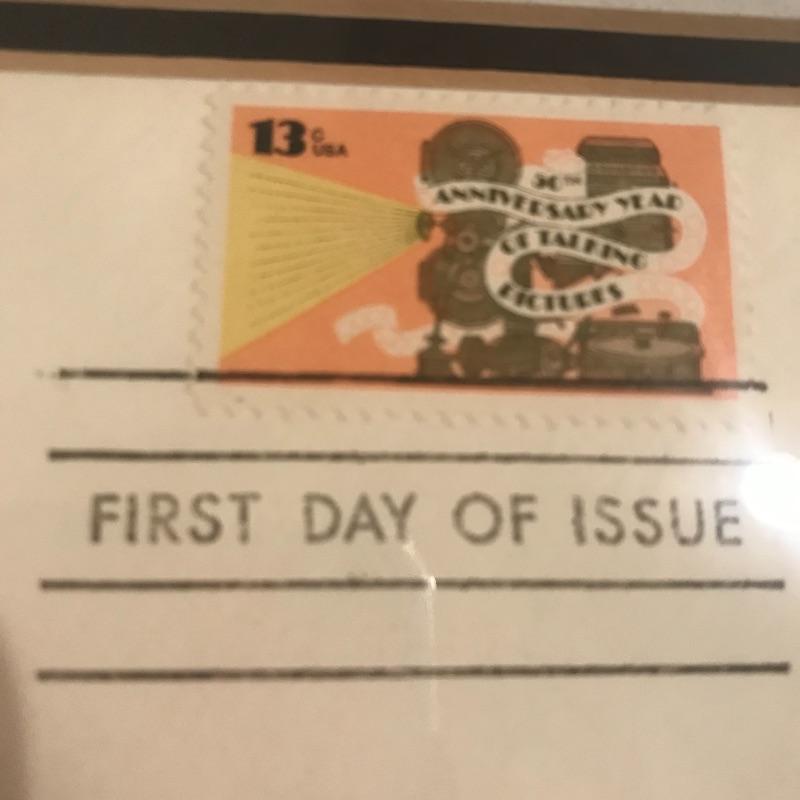 13c
USA
50TH
ANNIVERSARY YEAR
OF TALKING
PICTURES
FIRST DAY OF ISSUE